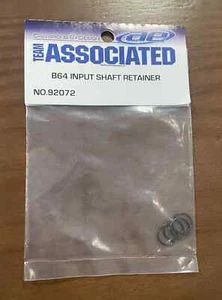 TEAM ASSOCIATED
B64 INPUT SHAFT RETAINER
NO.92072